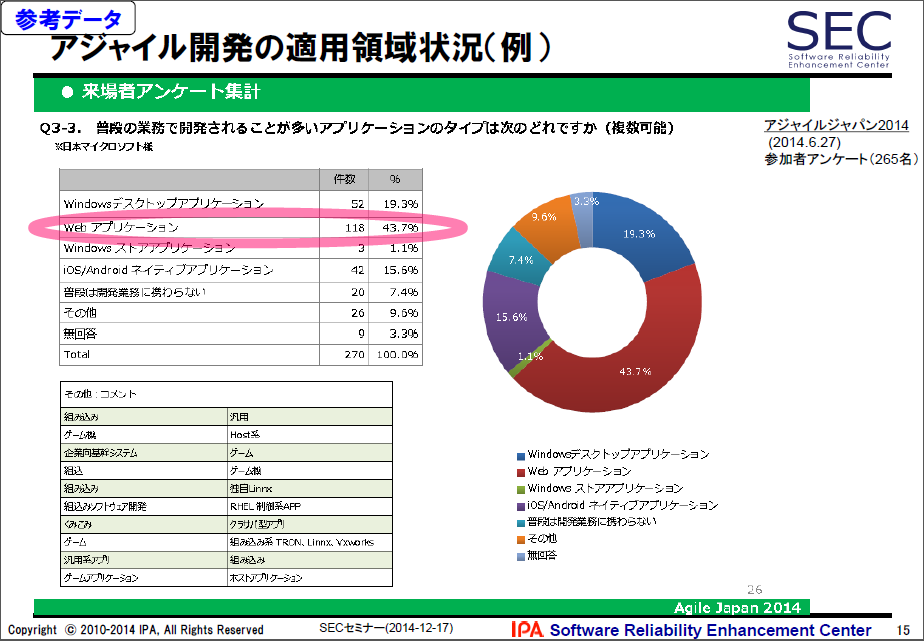 参考データ
アジャイル開発の適用領域状況（例）
SEC
Software Reliability
Enhancement Center
● 来場者アンケート集計
Q3-3. 普段の業務で開発されることが多いアプリケーションのタイプは次のどれですか（複数可能）
※日本マイクロソフト様
アジャイルジャパン2014
(2014.6.27)
参加者アンケート（265名）
件数 %
Windowsデスクトップアプリケーション 52 19.3%
Web アプリケーション 118 43.7%
Windows ストアアプリケーション 3 1.1%
iOS/Android ネイティブアプリケーション 42 15.6%
普段は開発業務に携わらない 20 7.4%
その他 26 9.6%
無回答 9 3.3%
Total 270 100.0%
3.3%
9.6%
19.3%
7.4%
15.6%
1.1%
43.7%
その他：コメント
組み込み 汎用
ゲーム機 Host系
企業向基幹システム ゲーム
組込 ゲーム機
組み込み 独自Linnx
組込みソフトウェア開発 RHEL 制御系APP
くみこみ クラサバ型アプリ
ゲーム 組み込み系 TRON、Linnx、Vxworks
汎用系アプリ 組み込み
ゲームアプリケーション ホストアプリケーション
Windowsデスクトップアプリケーション
Web アプリケーション
Windows ストアアプリケーション
iOS/Android ネイティブアプリケーション
普段は開発業務に携わらない
その他
無回答
26
Agile Japan 2014
Copyright © 2010-2014 IPA, All Rights Reserved
SECセミナー(2014-12-17)
IPA Software Reliability Enhancement Center
15